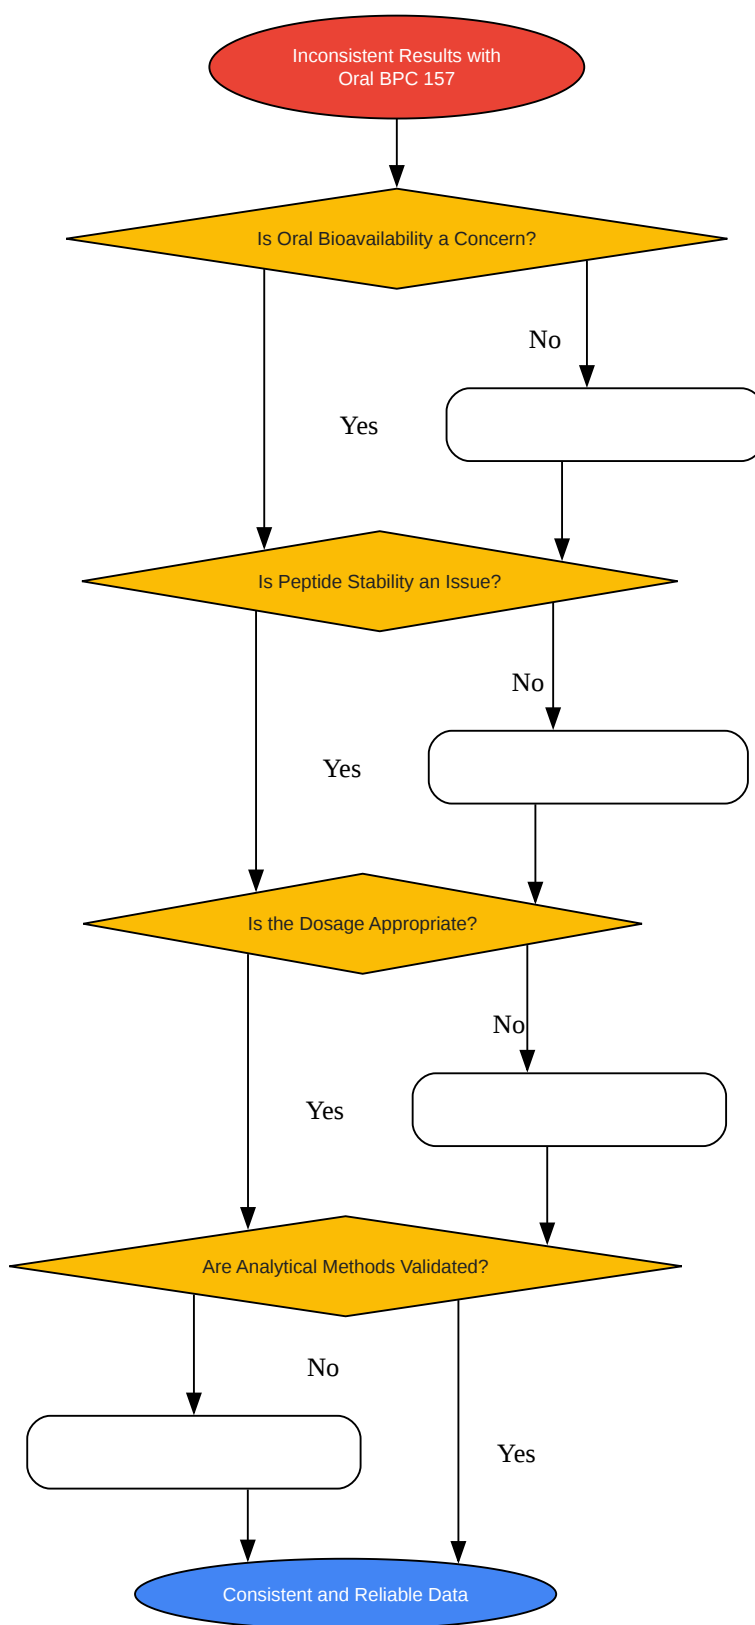 Inconsistent Results with
Oral BPC 157
Is Oral Bioavailability a Concern?
No
Yes
Is Peptide Stability an Issue?
No
Yes
Is the Dosage Appropriate?
No
Yes
Are Analytical Methods Validated?
No
Yes
Consistent and Reliable Data